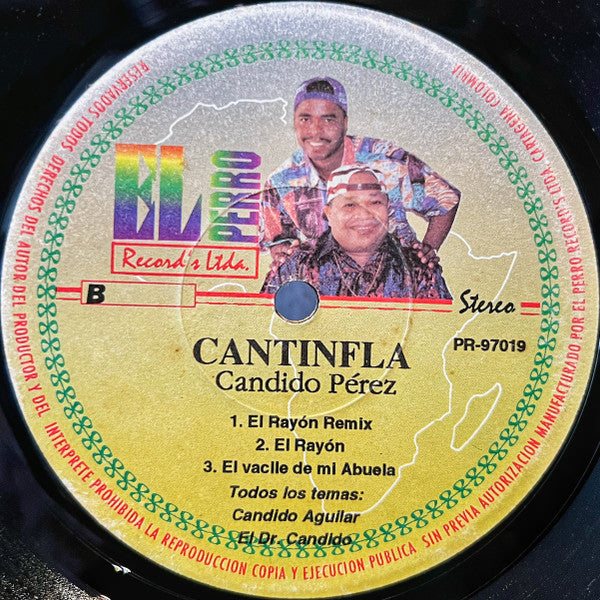 RESERVADOS TODOS DERECHOS DEL AUTOR DEL PRODUCTOR Y DEL INTERPRETE PROHIBIDA LA REPRODUCCION COPIA Y EJECUCION PUBLICA SIN PREVIA AUTORIZACION MANUFACTURADO POR EL PERRO RECORD'S LTDA. CARTAGENA COLOMBIA
EL PERRO
Record's Ltda.
B
Stereo
PR-97019
CANTINFLA
Candido Pérez
1. El Rayón Remix
2. El Rayón
3. El vaclle de mi Abuela
Todos los temas:
Candido Aguilar
El Dr. Candido